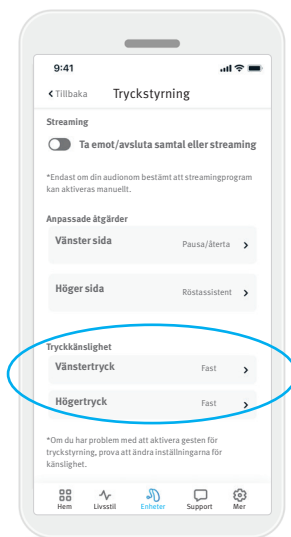 9:41
Tillbaka Tryckstyrning
Streaming
Ta emot/avsluta samtal eller streaming
*Endast om din audionom bestämt att streamingprogram
kan aktiveras manuellt.
Anpassade åtgärder
Vänster sida Pausa/återta
Höger sida Röstassistent
Tryckkänslighet
Vänstertryck Fast
Högertryck Fast
*Om du har problem med att aktivera gesten för
tryckstyrning, prova att ändra inställningarna för
känslighet.
Hem Livsstil Enheter Support Mer